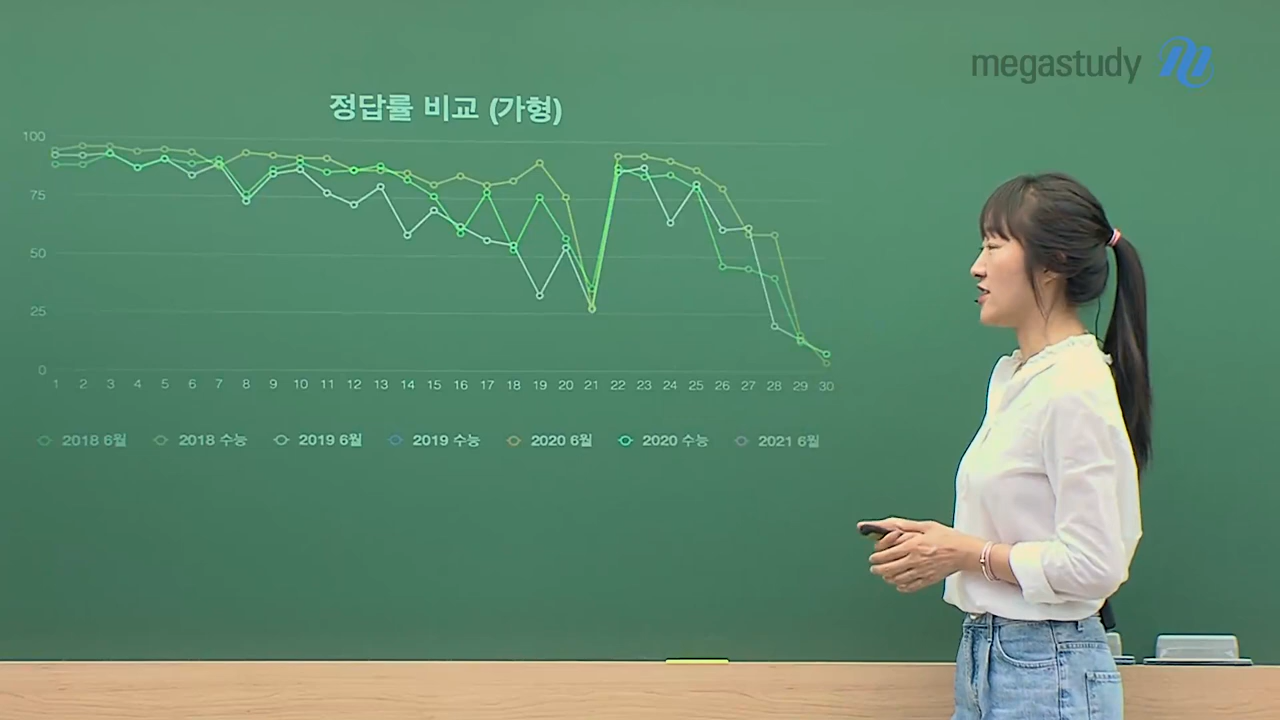 megastudy
정답률 비교 (가형)
100
75
50
25
0
1 2 3 4 5 6 7 8 9 10 11 12 13 14 15 16 17 18 19 20 21 22 23 24 25 26 27 28 29 30
2018 6월 2018 수능 2019 6월 2019 수능 2020 6월 2020 수능 2021 6월